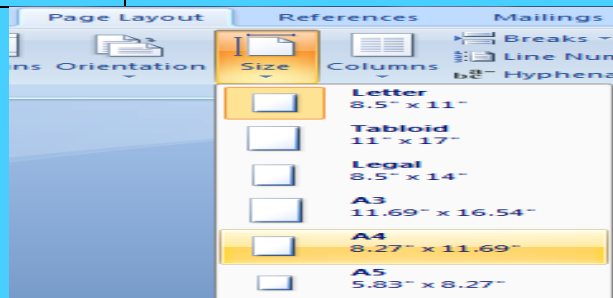 Page Layout References Mailings
ns Orientation Size Columns
Breaks
Line Num
Hyphena
Letter
8.5" x 11"
Tabloid
11" x 17"
Legal
8.5" x 14"
A3
11.69" x 16.54"
A4
8.27" x 11.69"
A5
5.83" x 8.27"